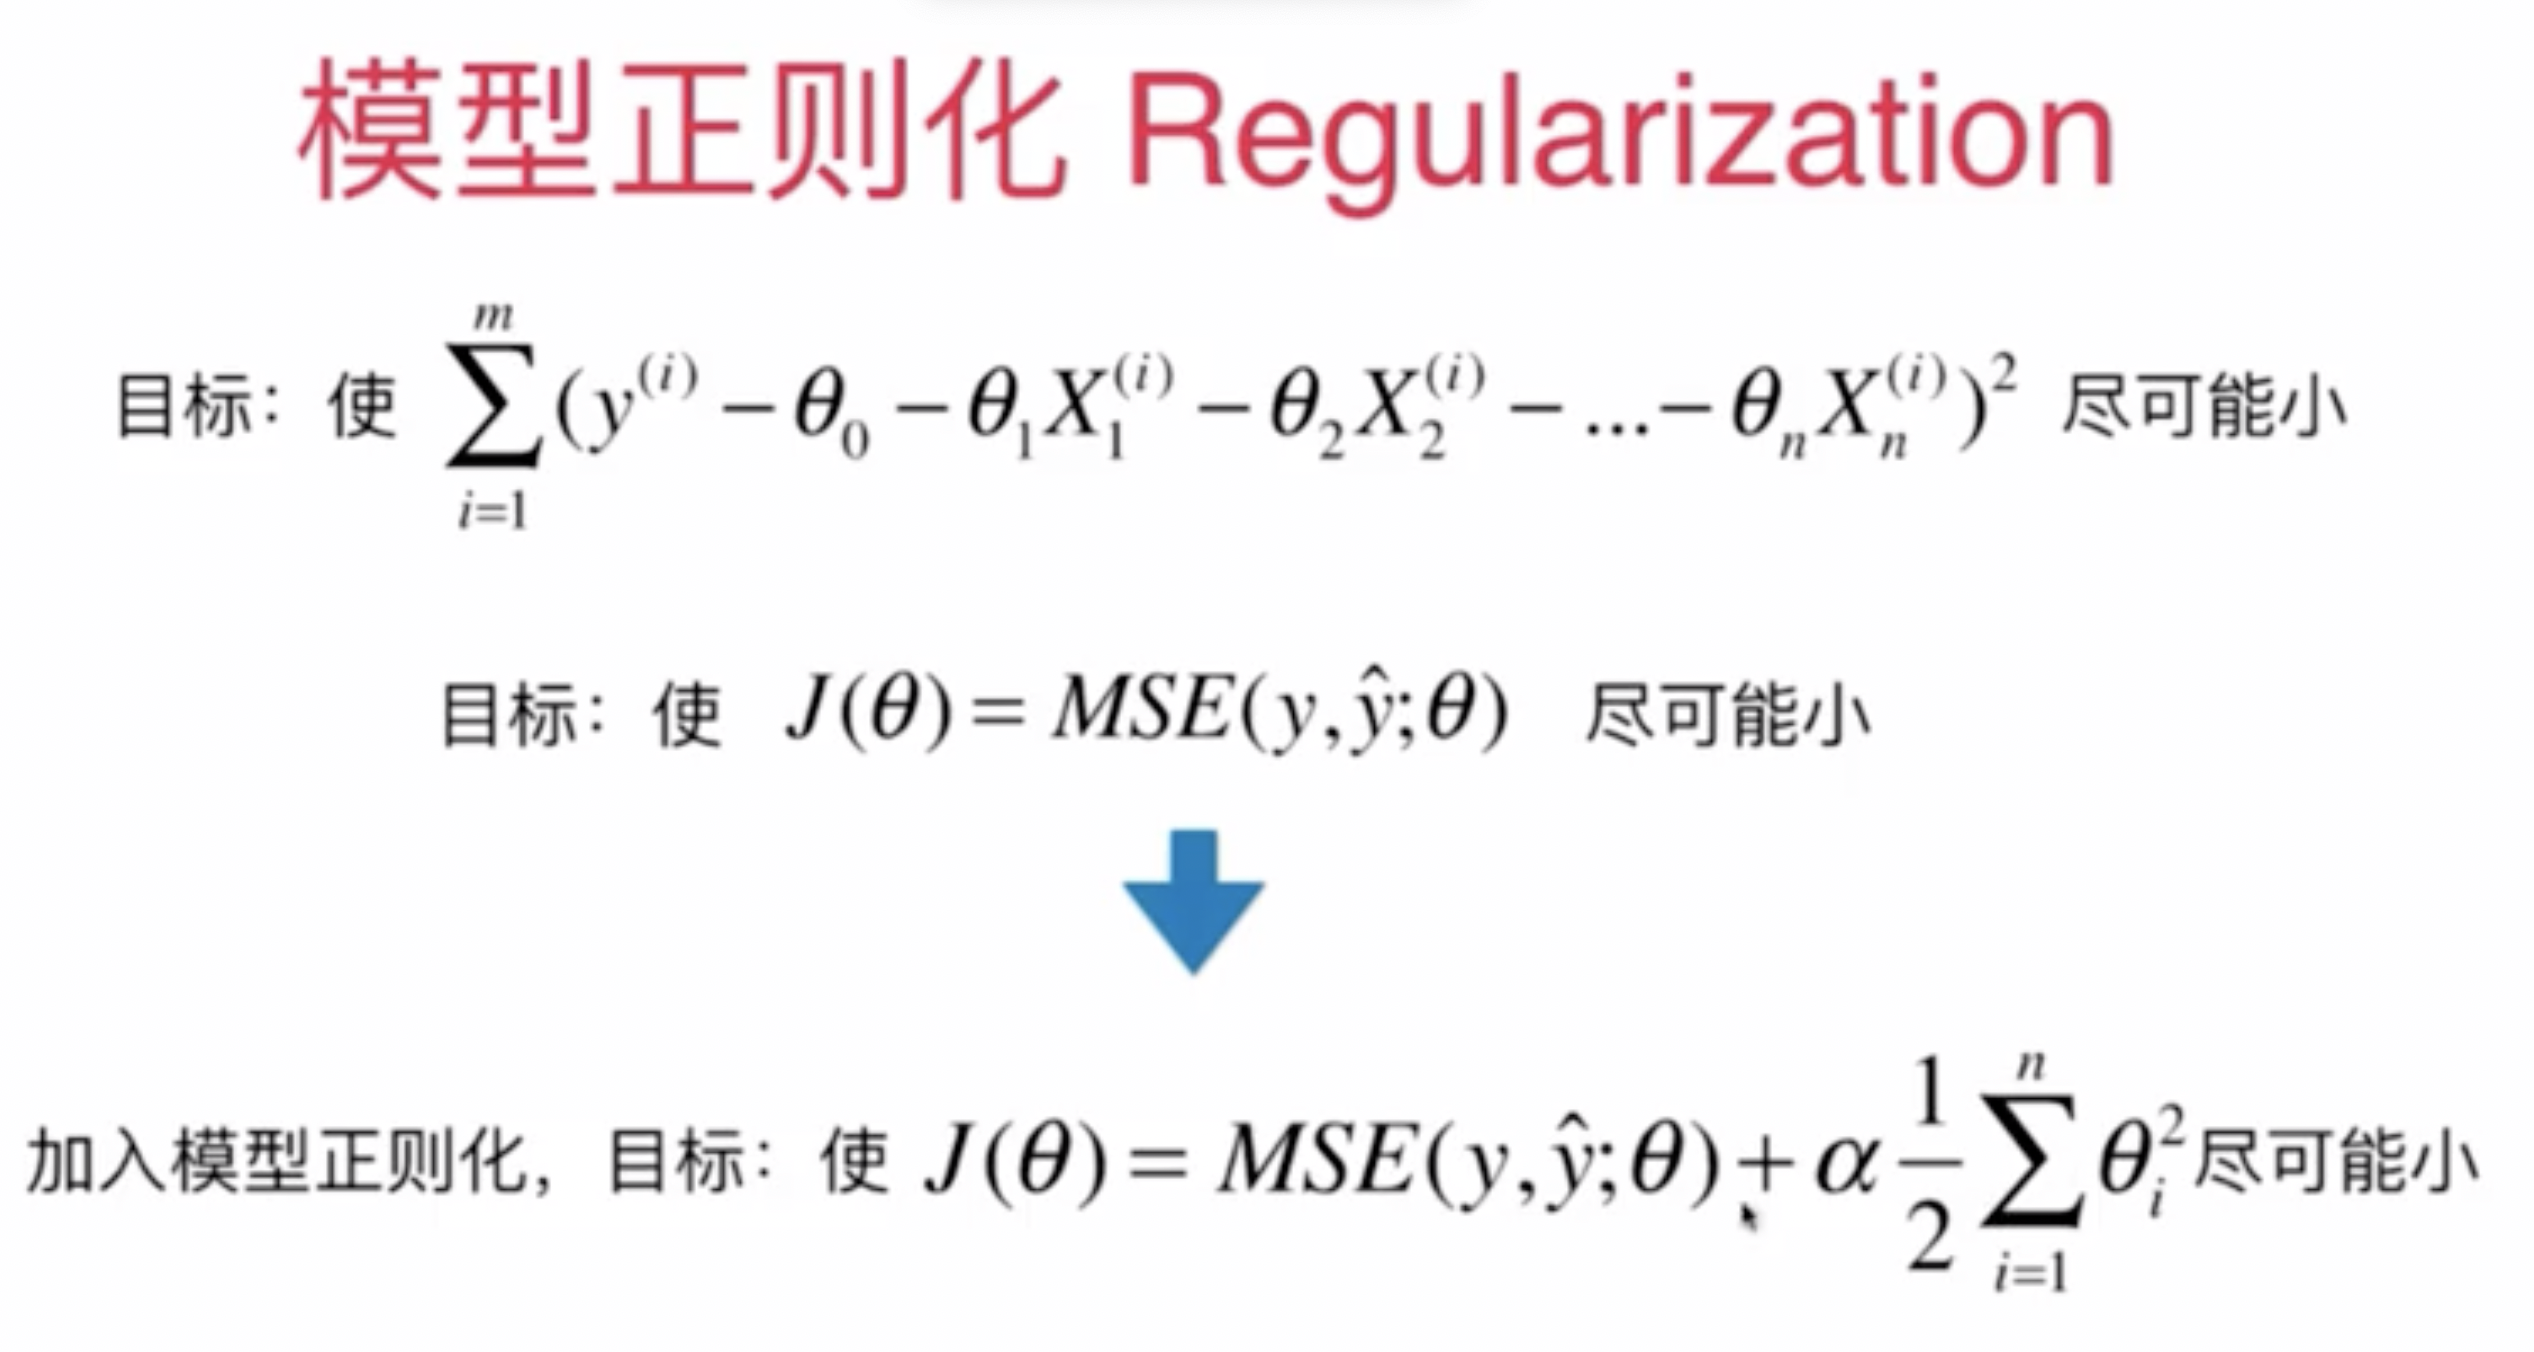 模型正则化 Regularization
目标：使 $\sum_{i=1}^{m}(y^{(i)}-\theta_0-\theta_1X_1^{(i)}-\theta_2X_2^{(i)}-...-\theta_nX_n^{(i)})^2$ 尽可能小
目标：使 $J(\theta)=MSE(y,\hat{y};\theta)$ 尽可能小
加入模型正则化，目标：使 $J(\theta)=MSE(y,\hat{y};\theta)+\alpha\frac{1}{2}\sum_{i=1}^{n}\theta_i^2$ 尽可能小